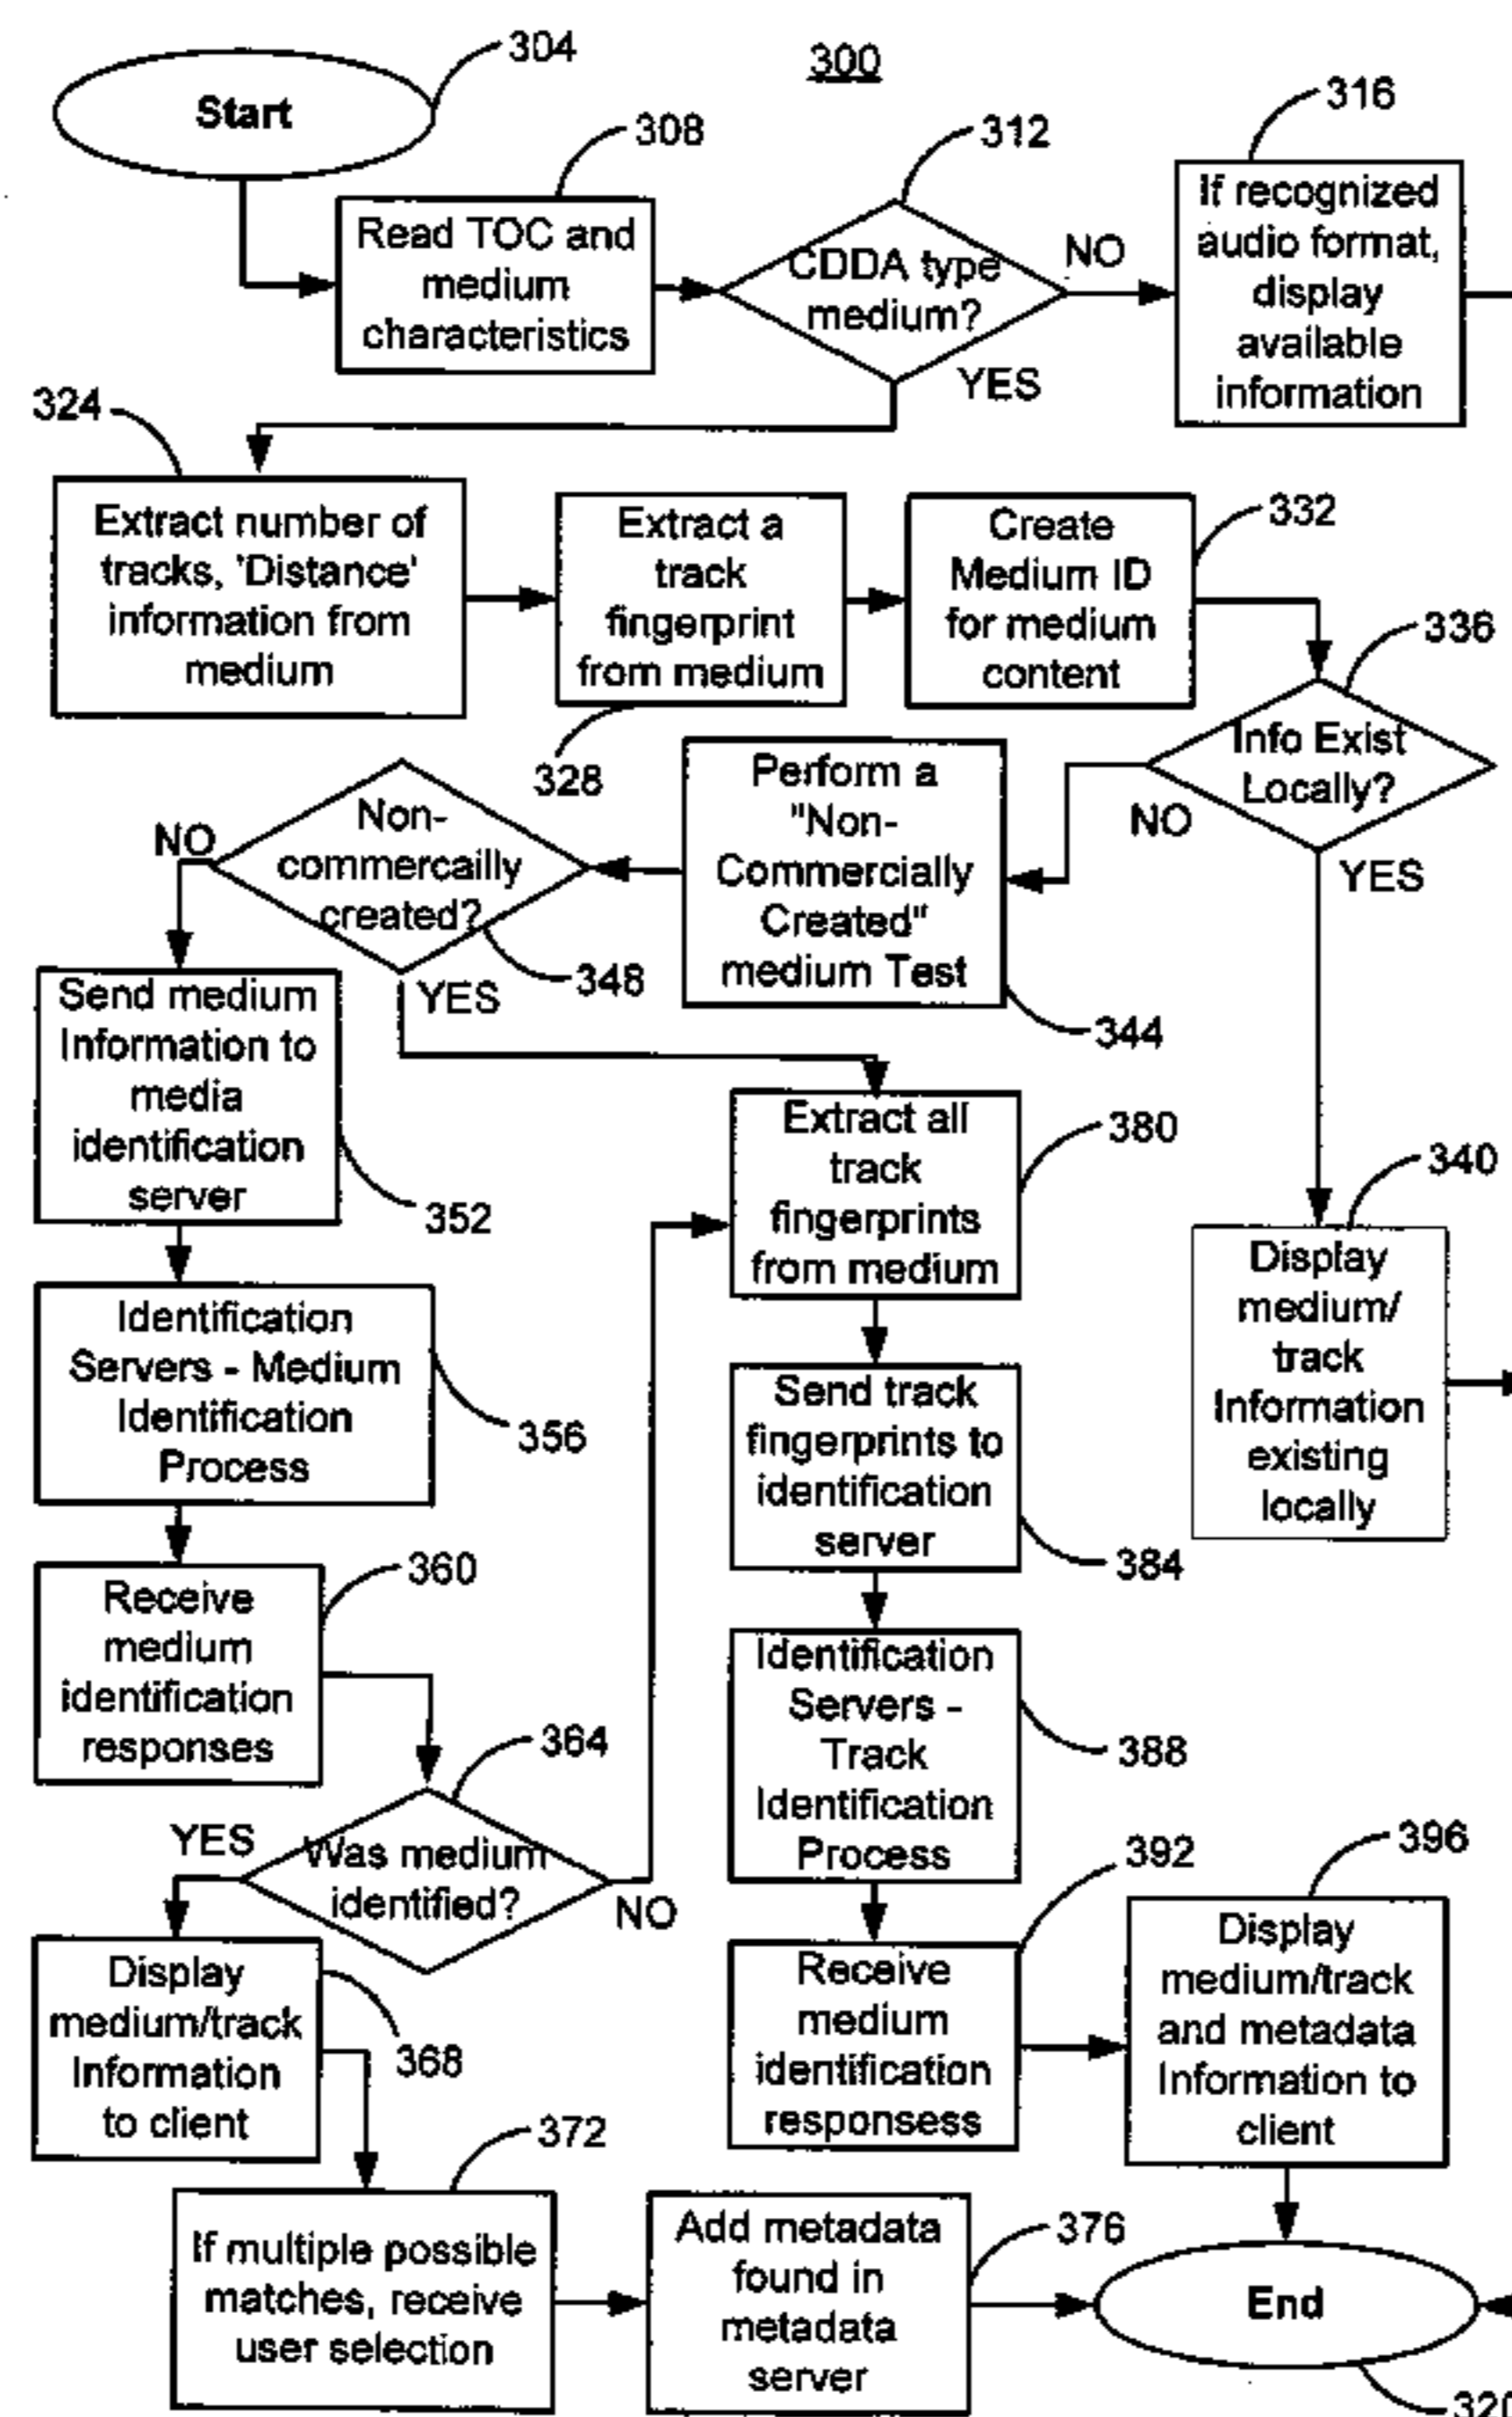 300
304
Start
308
Read TOC and
medium
characteristics
312
CDDA type
medium?
NO
YES
316
If recognized
audio format,
display
available
information
324
Extract number of
tracks, 'Distance'
information from
medium
Extract a
track
fingerprint
from medium
328
332
Create
Medium ID
for medium
content
336
Info Exist
Locally?
NO
YES
Perform a
"Non-
Commercially
Created"
medium Test
344
Non-
commercailly
created?
NO
YES
348
Send medium
Information to
media
identification
server
352
Extract all
track
fingerprints
from medium
380
340
Display
medium/
track
Information
existing
locally
Identification
Servers - Medium
Identification
Process
356
Send track
fingerprints to
identification
server
384
Receive
medium
identification
responses
360
Identification
Servers -
Track
Identification
Process
388
364
Was medium
identified?
YES
NO
392
Receive
medium
identification
responsess
396
Display
medium/track
and metadata
Information to
client
Display
medium/track
Information
to client
368
372
If multiple possible
matches, receive
user selection
Add metadata
found in
metadata
server
376
End
320